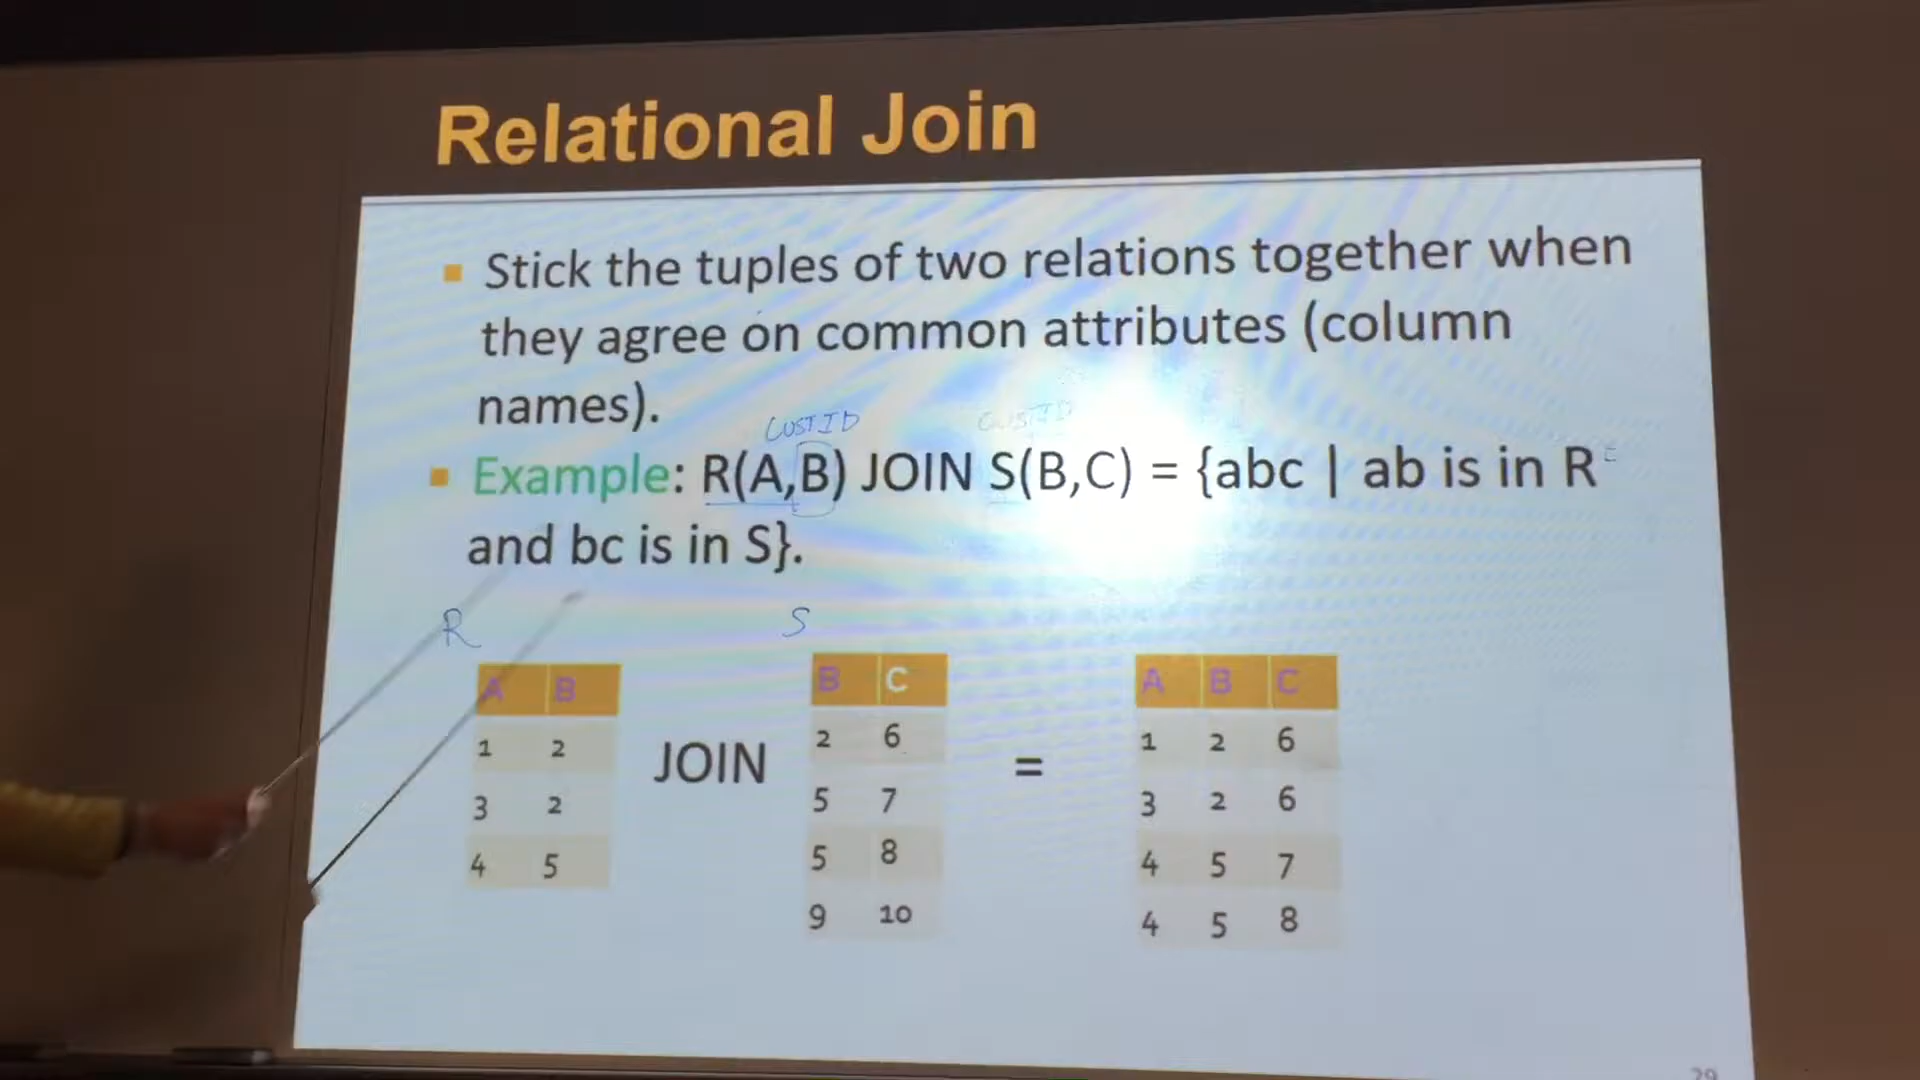 Relational Join
Stick the tuples of two relations together when
they agree on common attributes (column
names).
CUSTID CUSTID
Example: R(A,B) JOIN S(B,C) = {abc | ab is in R
and bc is in S}.
R S
A B B C A B C
1 2 2 6 1 2 6
3 2 JOIN 5 7 = 3 2 6
4 5 5 8 4 5 7
9 10 4 5 8
29